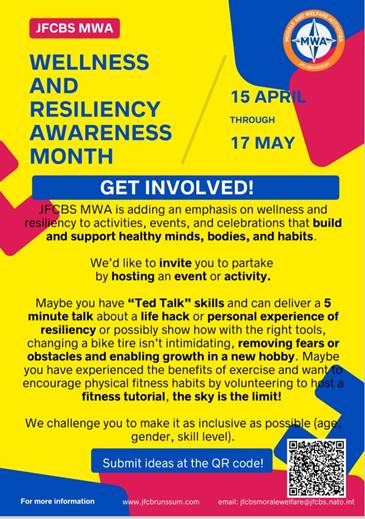 JFCBS MWA
MWA
JFC BRUNSSUM
WELLNESS
AND
RESILIENCY
AWARENESS
MONTH
15 APRIL
THROUGH
17 MAY
GET INVOLVED!
JFCBS MWA is adding an emphasis on wellness and
resiliency to activities, events, and celebrations that build
and support healthy minds, bodies, and habits.
We'd like to invite you to partake
by hosting an event or activity.
Maybe you have “Ted Talk” skills and can deliver a 5
minute talk about a life hack or personal experience of
resiliency or possibly show how with the right tools,
changing a bike tire isn't intimidating, removing fears or
obstacles and enabling growth in a new hobby. Maybe
you have experienced the benefits of exercise and want to
encourage physical fitness habits by volunteering to host a
fitness tutorial, the sky is the limit!
We challenge you to make it as inclusive as possible (age,
gender, skill level).
Submit ideas at the QR code!
For more information
www.jfcbrunssum.com
email: jfcbsmoralewelfare@jfcbs.nato.int